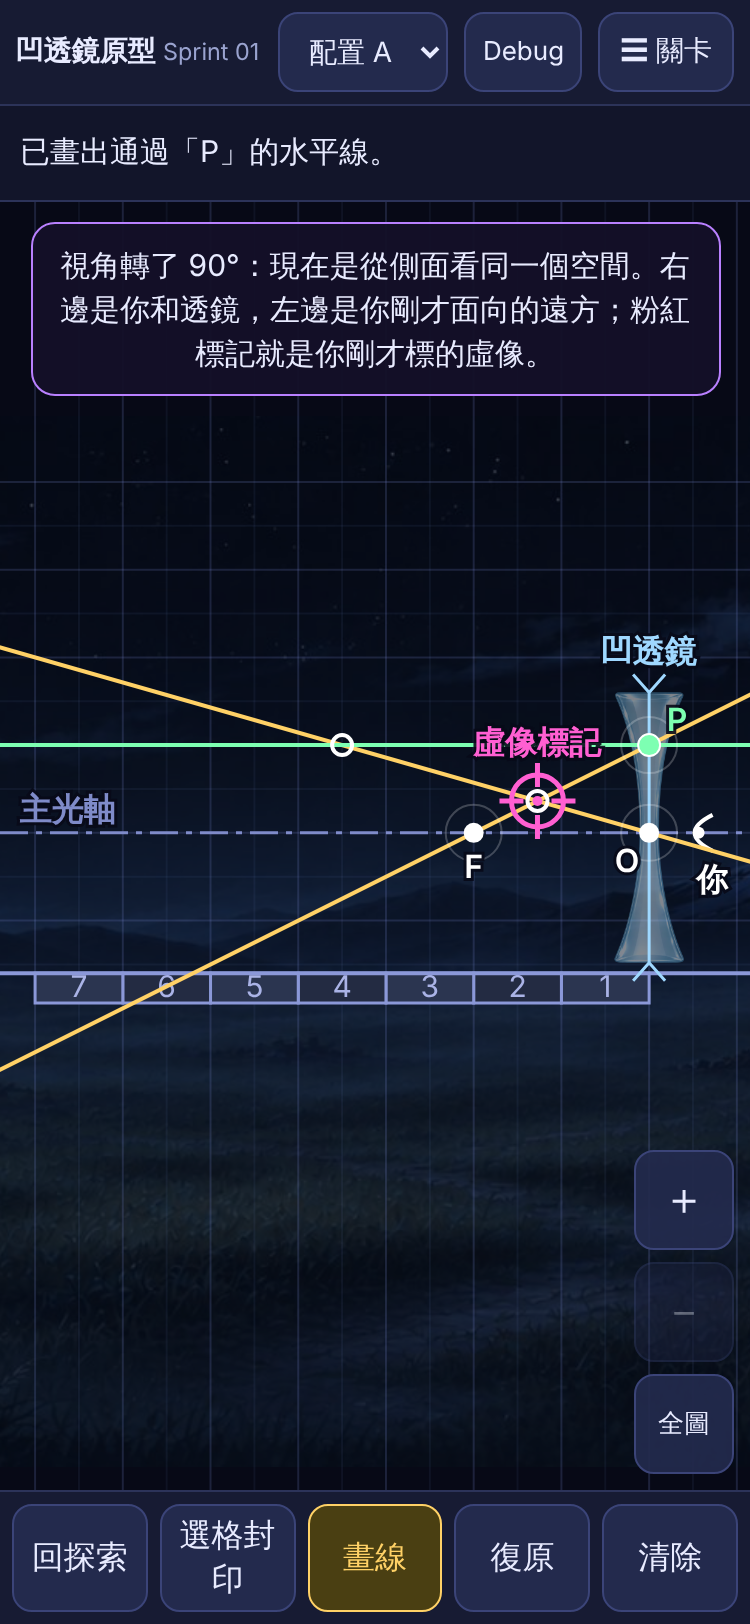 凹透鏡原型 Sprint 01 配置 A Debug ☰ 關卡
已畫出通過「P」的水平線。
視角轉了 90°：現在是從側面看同一個空間。右
邊是你和透鏡，左邊是你剛才面向的遠方；粉紅
標記就是你剛才標的虛像。
凹透鏡
P
虛像標記
主光軸
F
O
你
7 6 5 4 3 2 1
+
−
全圖
回探索
選格封
印
畫線
復原
清除